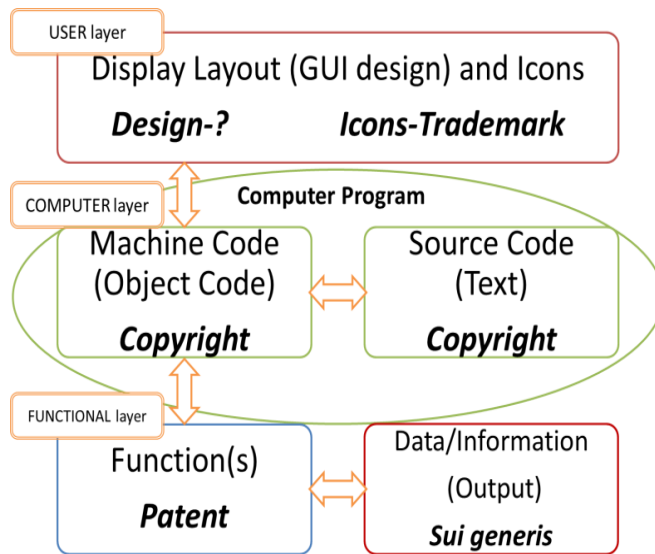 USER layer
Display Layout (GUI design) and Icons
Design-?
Icons-Trademark
COMPUTER layer
Computer Program
Machine Code
(Object Code)
Copyright
Source Code
(Text)
Copyright
FUNCTIONAL layer
Function(s)
Patent
Data/Information
(Output)
Sui generis